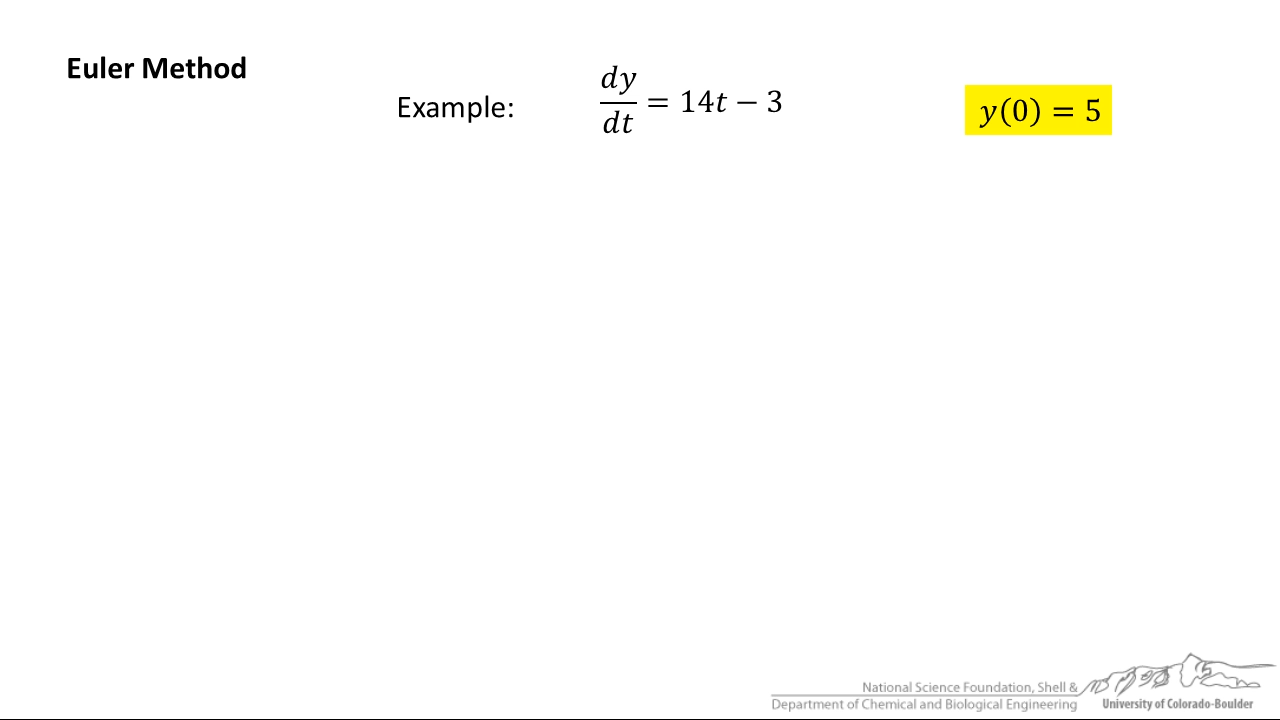 Euler Method
Example: dy/dt = 14t − 3 y(0) = 5
National Science Foundation, Shell &
Department of Chemical and Biological Engineering
University of Colorado-Boulder